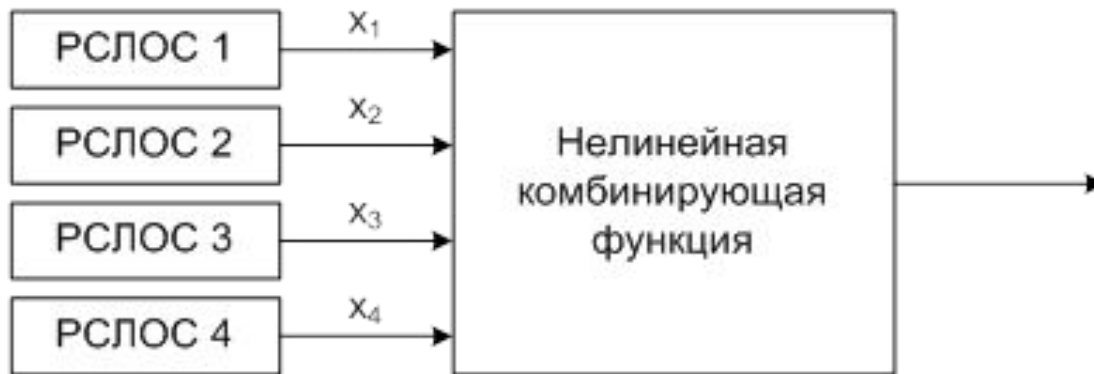 РСЛОС 1
x₁
РСЛОС 2
x₂
РСЛОС 3
x₃
РСЛОС 4
x₄
Нелинейная
комбинирующая
функция